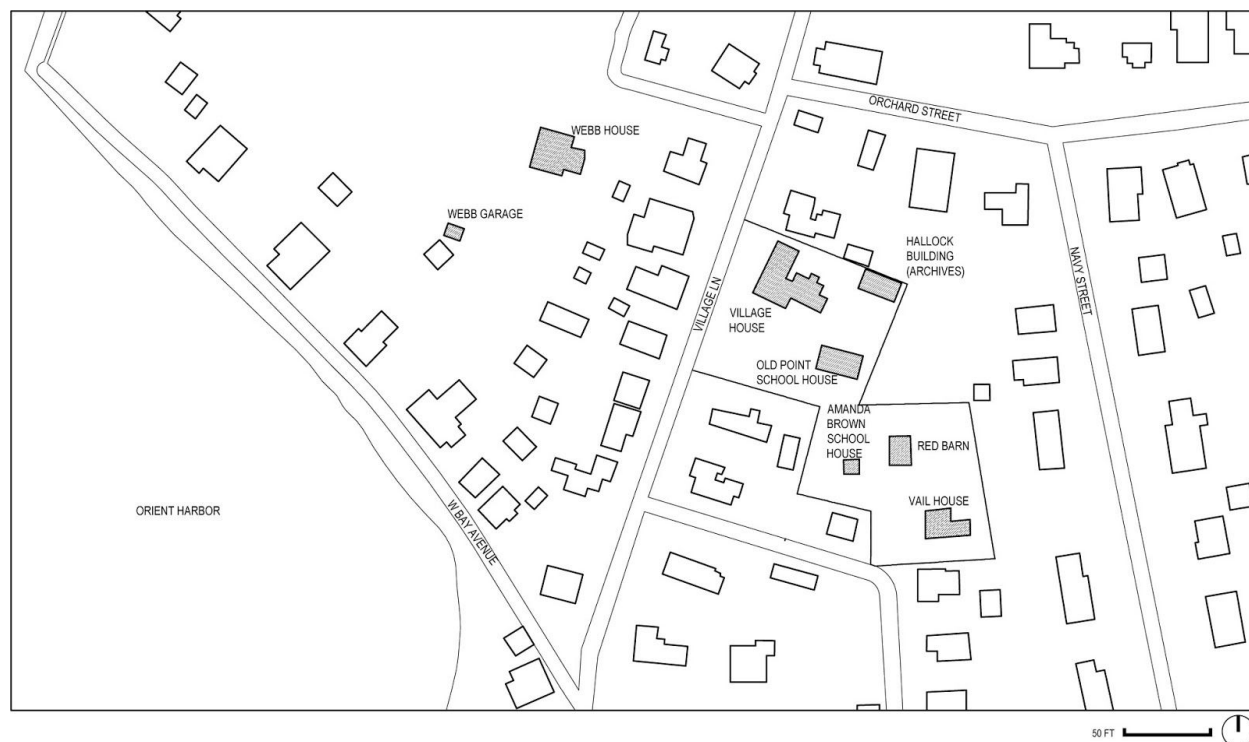 ORCHARD STREET
WEBB HOUSE
WEBB GARAGE
HALLOCK
BUILDING
(ARCHIVES)
NAVY STREET
VILLAGE LN
VILLAGE
HOUSE
OLD POINT
SCHOOL HOUSE
AMANDA
BROWN
SCHOOL
HOUSE
RED BARN
VAIL HOUSE
ORIENT HARBOR
W BAY AVENUE
50 FT